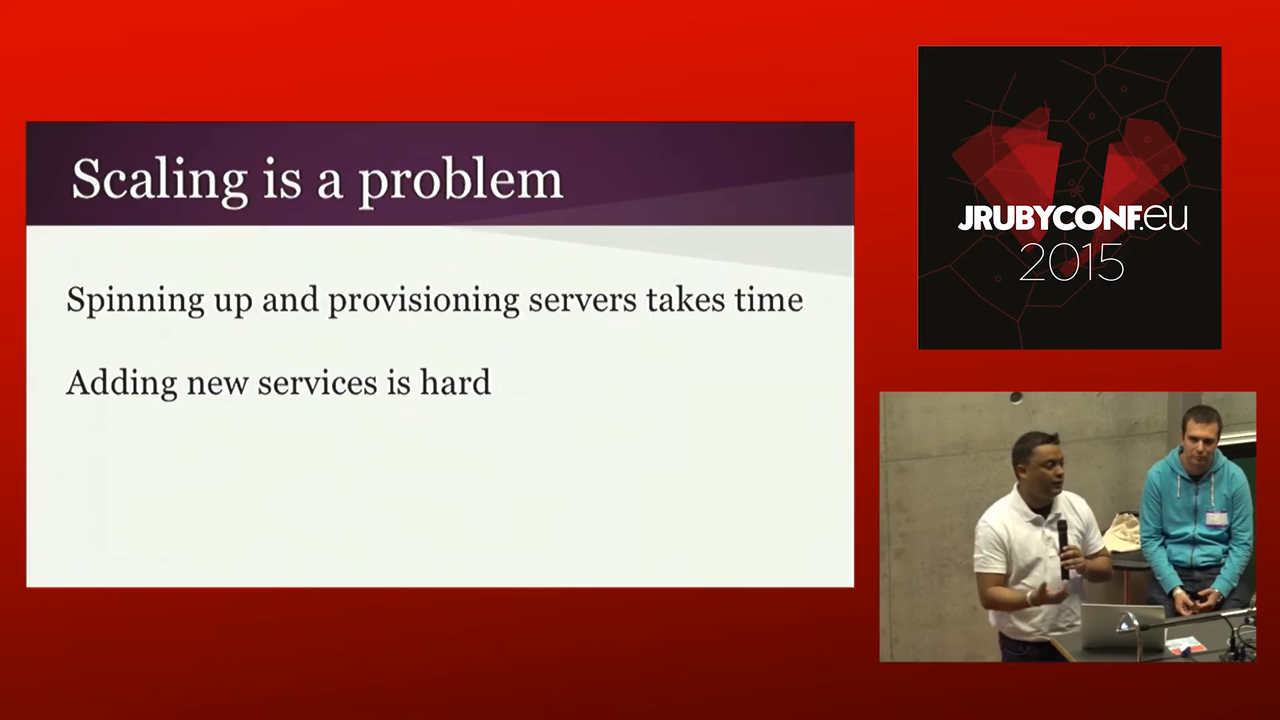 Scaling is a problem
Spinning up and provisioning servers takes time
Adding new services is hard
JRUBYCONF.eu
2015